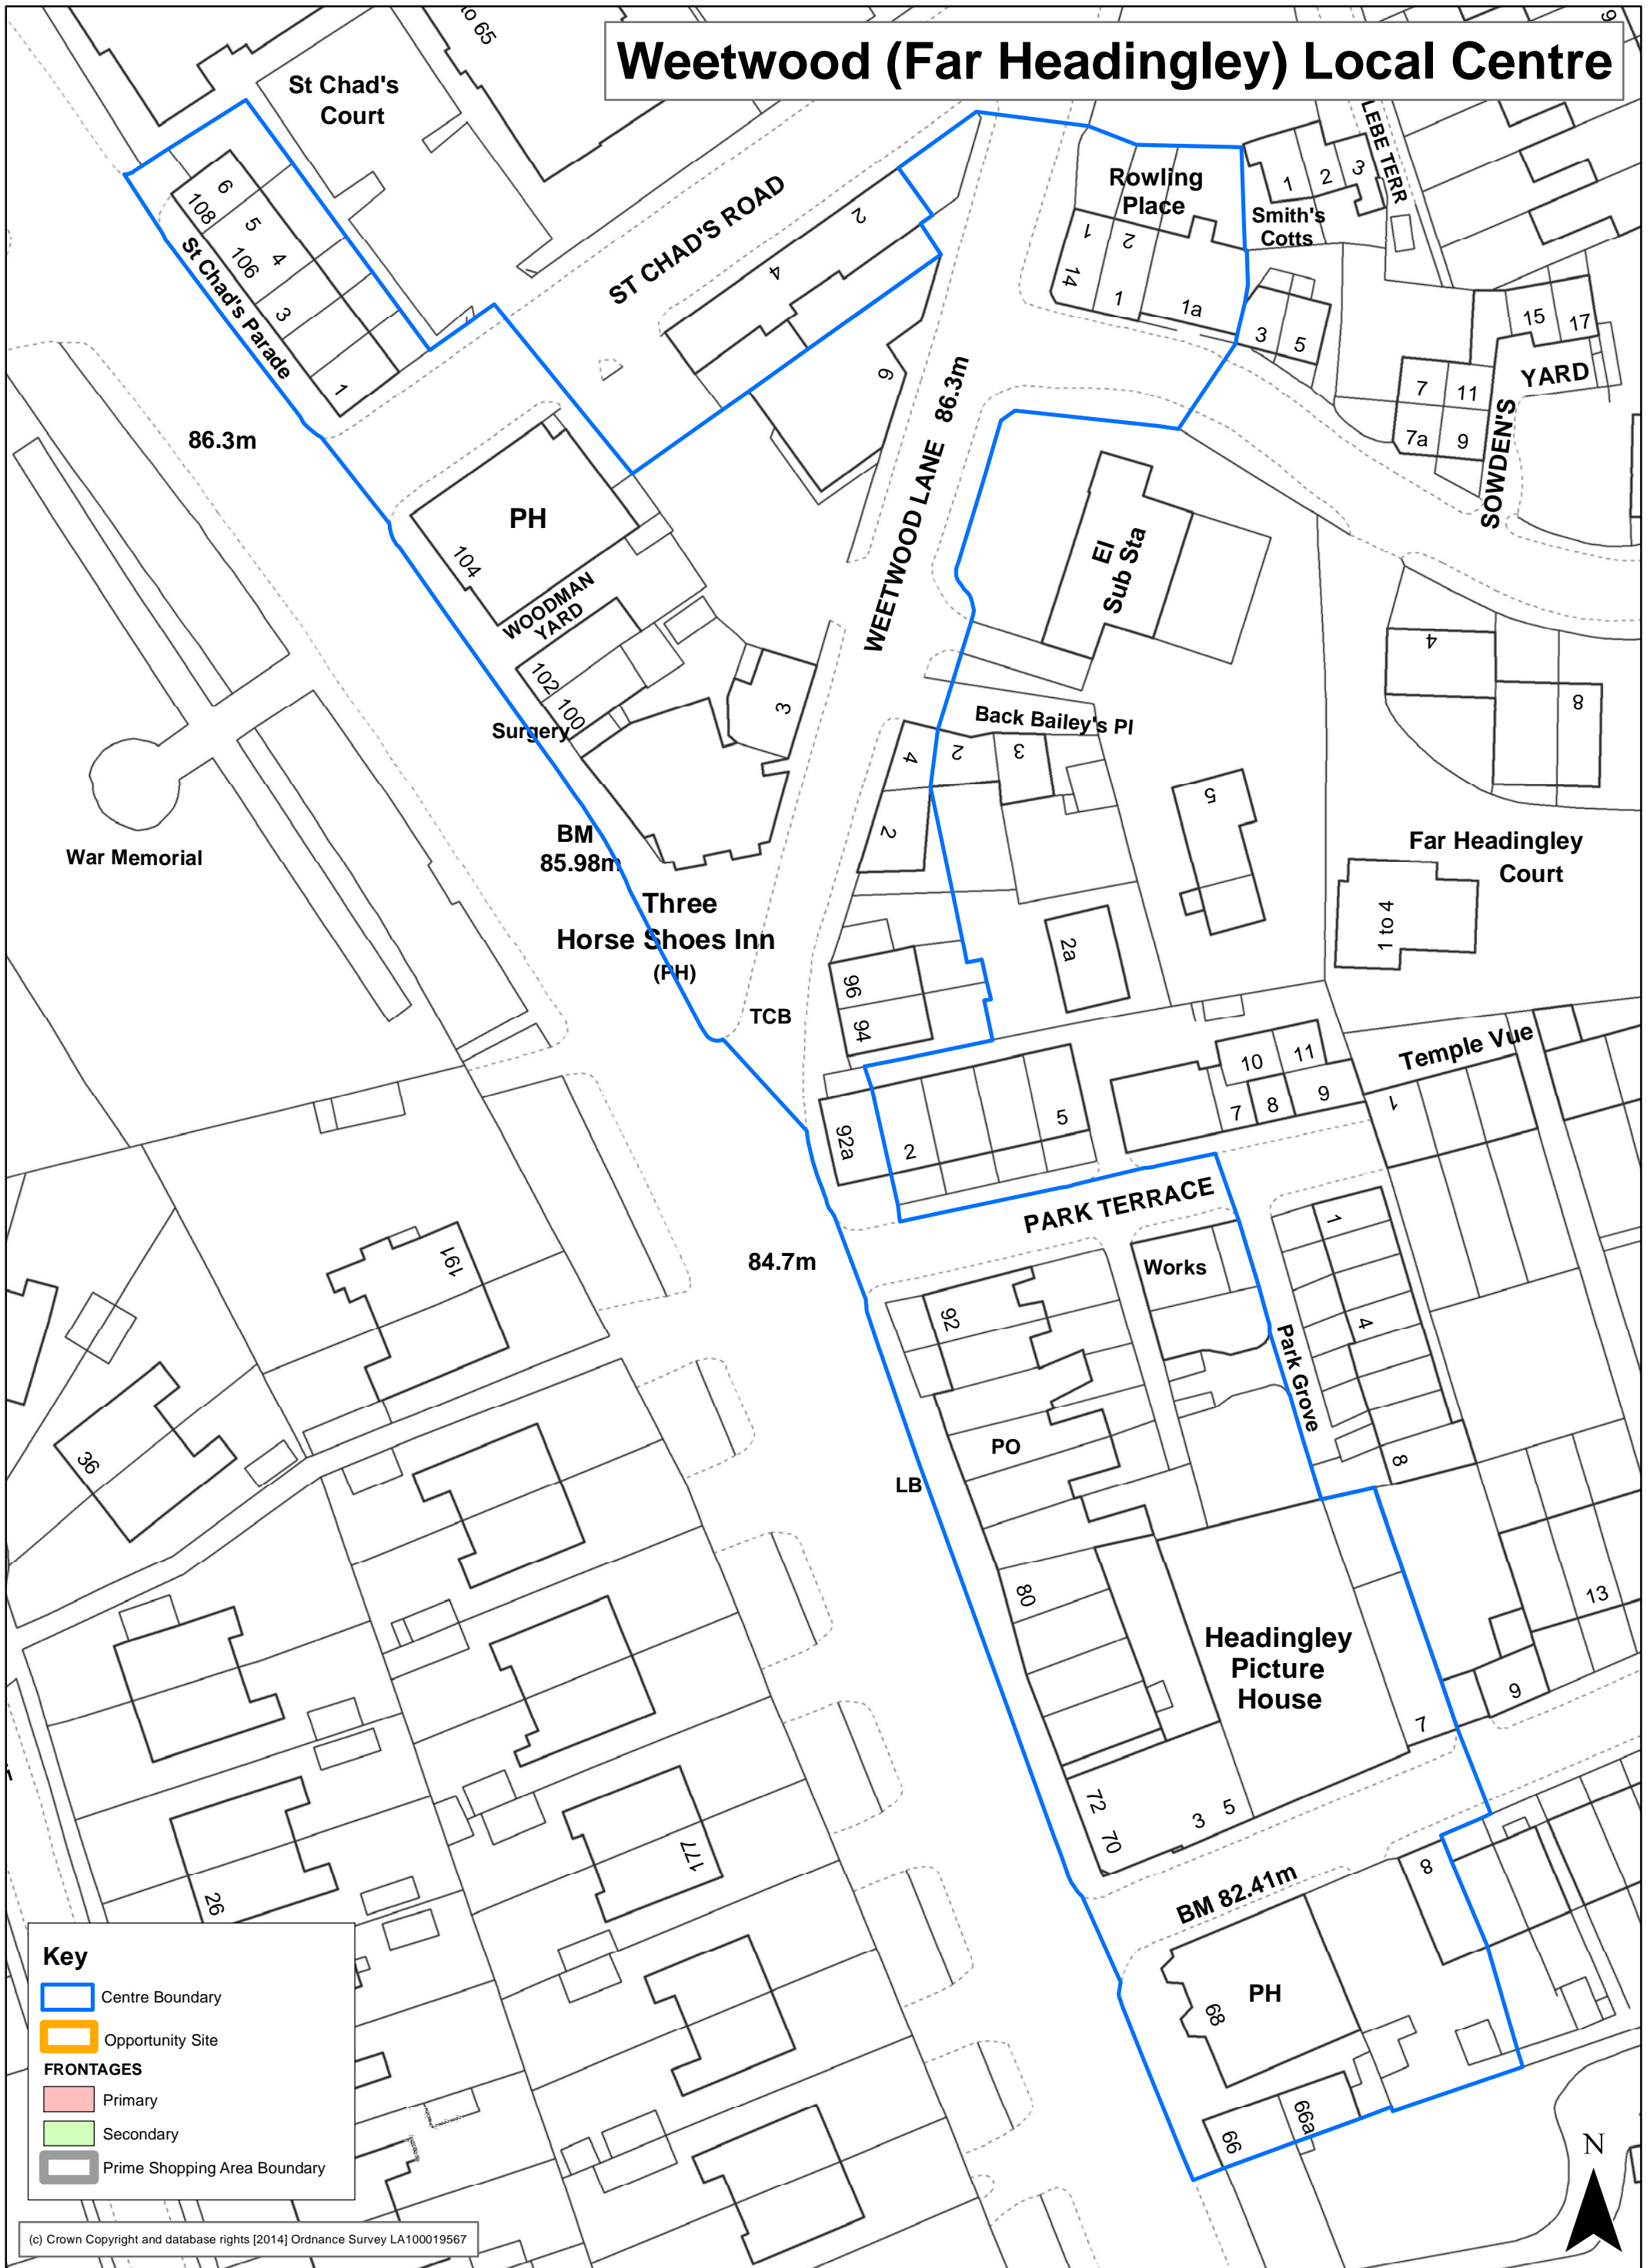 Weetwood (Far Headingley) Local Centre
to 65
9
St Chad's
Court
LEBE TERR
6
108
5
106
4
3
1
St Chad's Parade
ST CHAD'S ROAD
2
4
6
Rowling
Place
1
2
14
1
1a
1
2
3
Smith's
Cotts
3
5
15
17
YARD
SOWDEN'S
7
11
7a
9
86.3m
WEETWOOD LANE 86.3m
PH
104
WOODMAN
YARD
102
100
Surgery
3
El
Sub Sta
4
8
Back Bailey's Pl
4
2
3
2
5
War Memorial
BM
85.98m
Three
Horse Shoes Inn
(PH)
TCB
Far Headingley
Court
1 to 4
2a
96
94
92a
2
5
10
11
7
8
9
Temple Vue
1
PARK TERRACE
84.7m
191
92
Works
1
4
8
Park Grove
36
PO
LB
80
13
Headingley
Picture
House
9
7
72
70
3
5
177
26
BM 82.41m
8
PH
68
66
66a
Key
Centre Boundary
Opportunity Site
FRONTAGES
Primary
Secondary
Prime Shopping Area Boundary
N
(c) Crown Copyright and database rights [2014] Ordnance Survey LA100019567